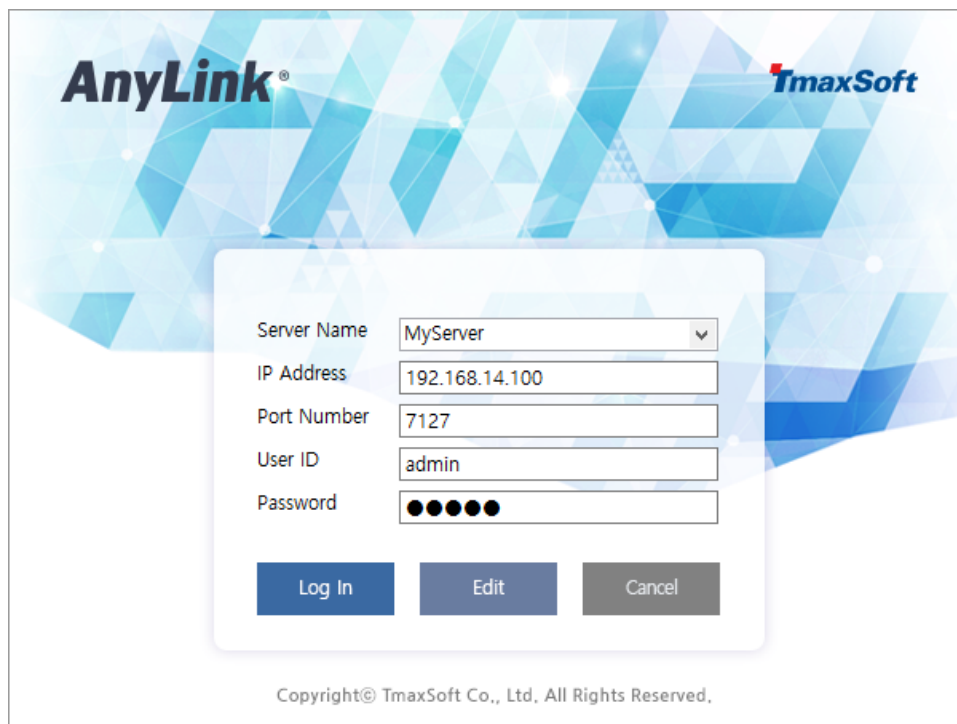 AnyLink®
TmaxSoft
Server Name MyServer
IP Address 192.168.14.100
Port Number 7127
User ID admin
Password ●●●●●
Log In Edit Cancel
Copyright© TmaxSoft Co., Ltd. All Rights Reserved.